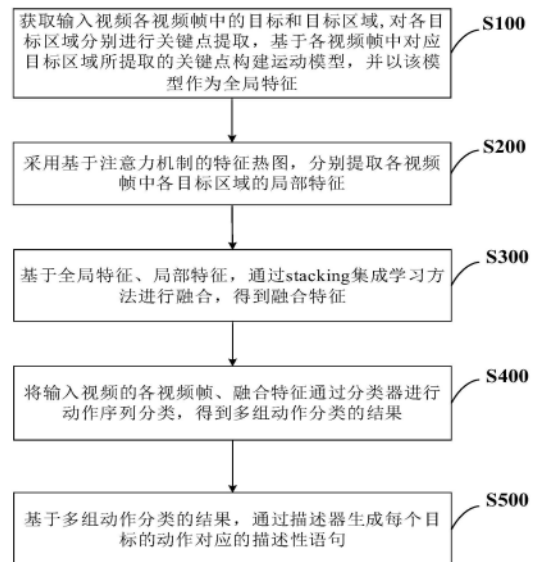 获取输入视频各视频帧中的目标和目标区域,对各目
标区域分别进行关键点提取，基于各视频帧中对应
目标区域所提取的关键点构建运动模型，并以该模
型作为全局特征
S100
采用基于注意力机制的特征热图，分别提取各视频
帧中各目标区域的局部特征
S200
基于全局特征、局部特征，通过stacking集成学习方
法进行融合，得到融合特征
S300
将输入视频的各视频帧、融合特征通过分类器进行
动作序列分类，得到多组动作分类的结果
S400
基于多组动作分类的结果，通过描述器生成每个目
标的动作对应的描述性语句
S500